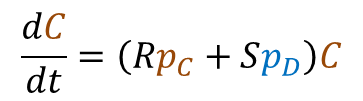 dC/dt = (Rp_C + Sp_D)C